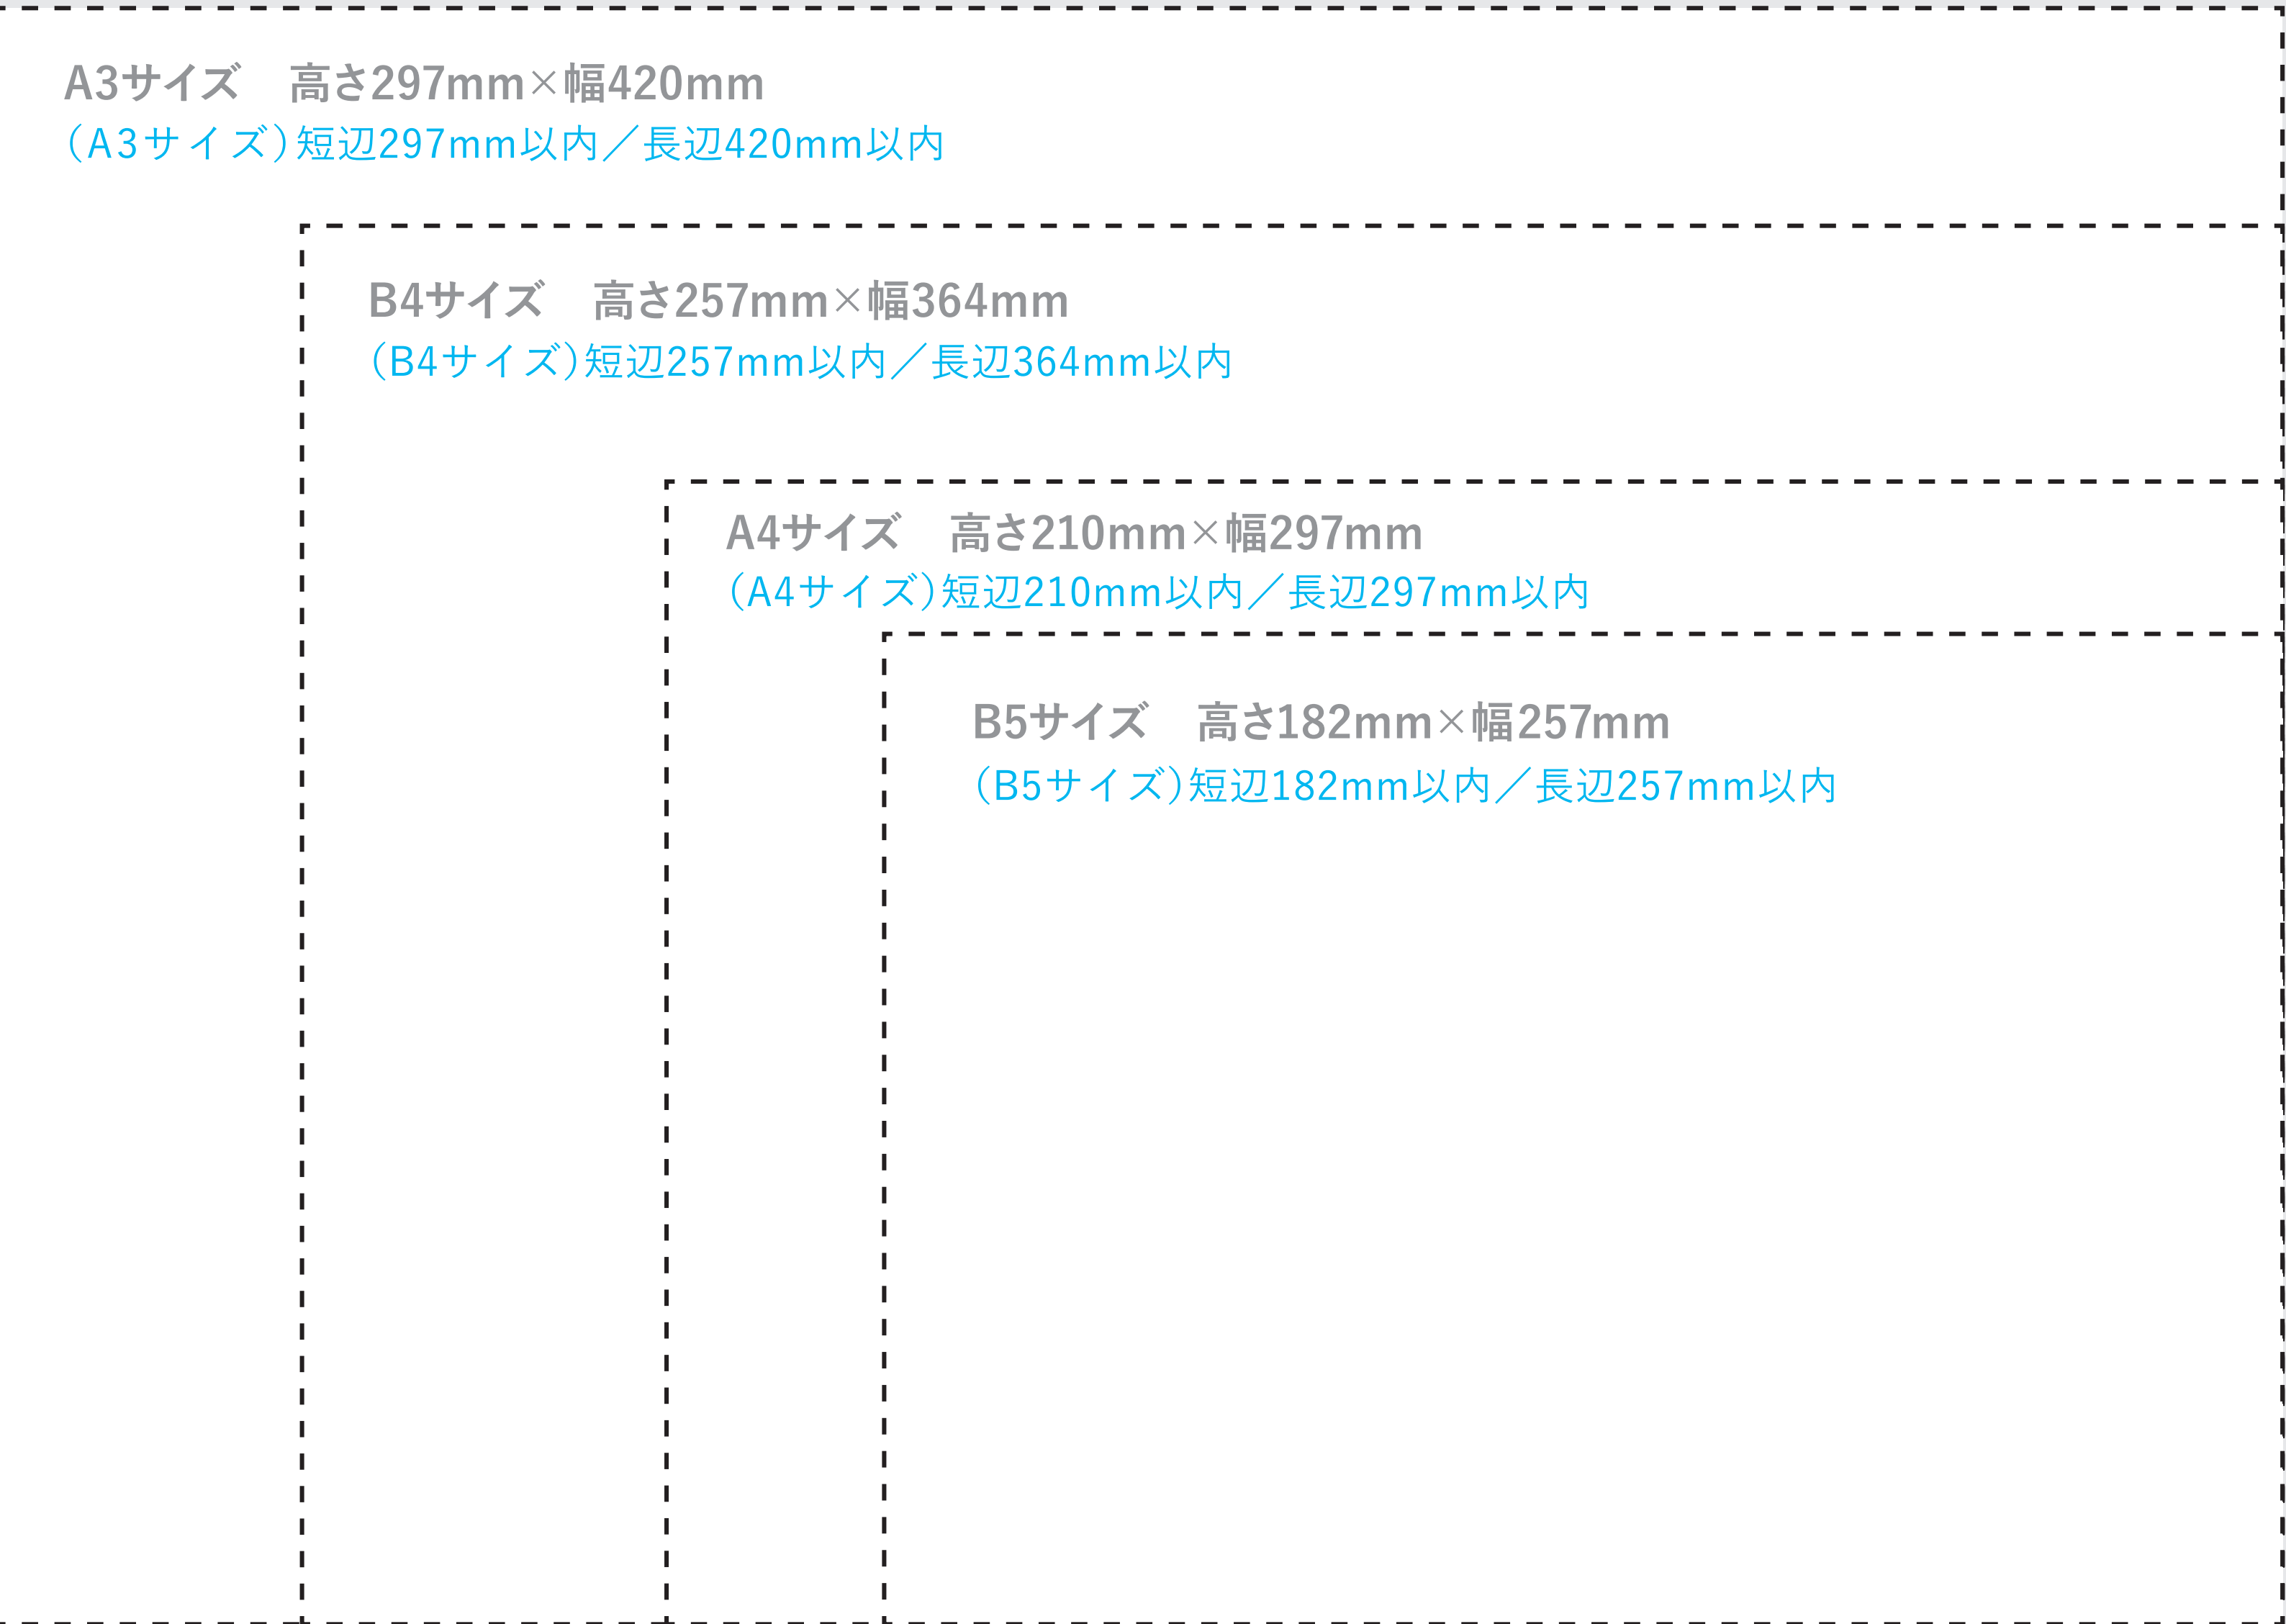 A3サイズ　高さ297mm×幅420mm
（A3サイズ）短辺297mm以内／長辺420mm以内
B4サイズ　高さ257mm×幅364mm
（B4サイズ）短辺257mm以内／長辺364mm以内
A4サイズ　高さ210mm×幅297mm
（A4サイズ）短辺210mm以内／長辺297mm以内
B5サイズ　高さ182mm×幅257mm
（B5サイズ）短辺182mm以内／長辺257mm以内